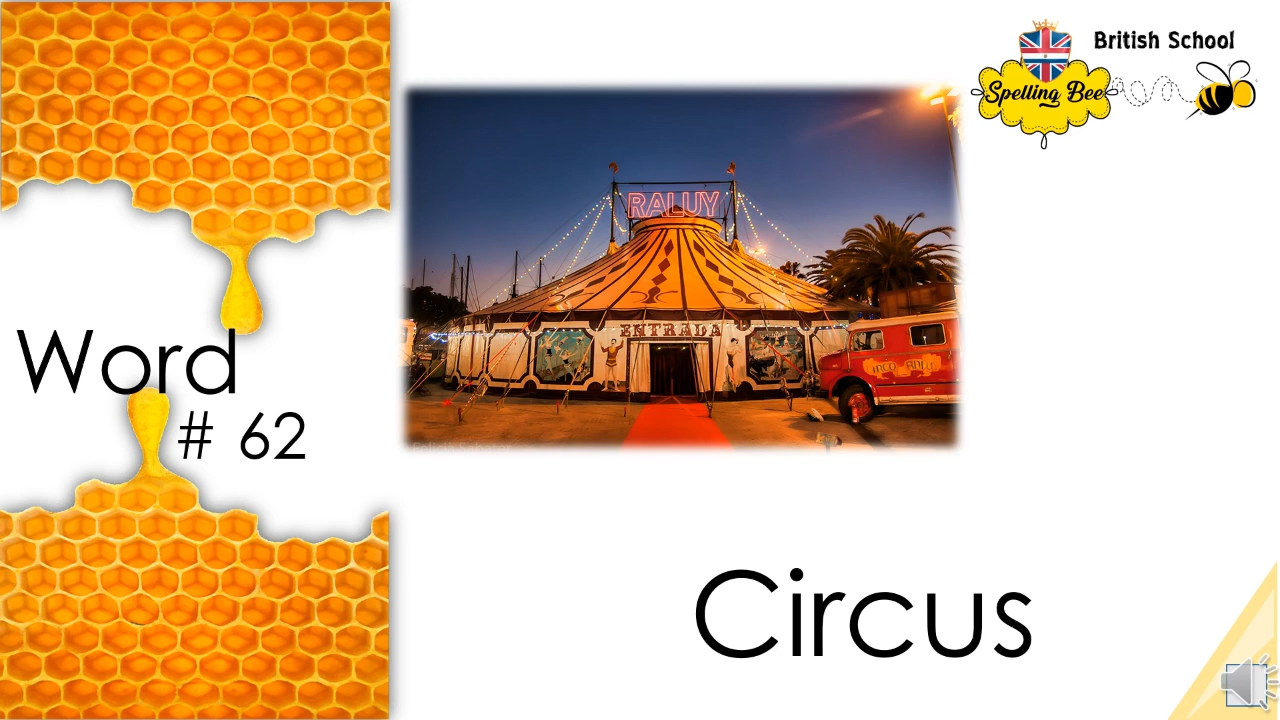 British School
Spelling Bee
RALUY
ENTRADA
Word
# 62
Circus